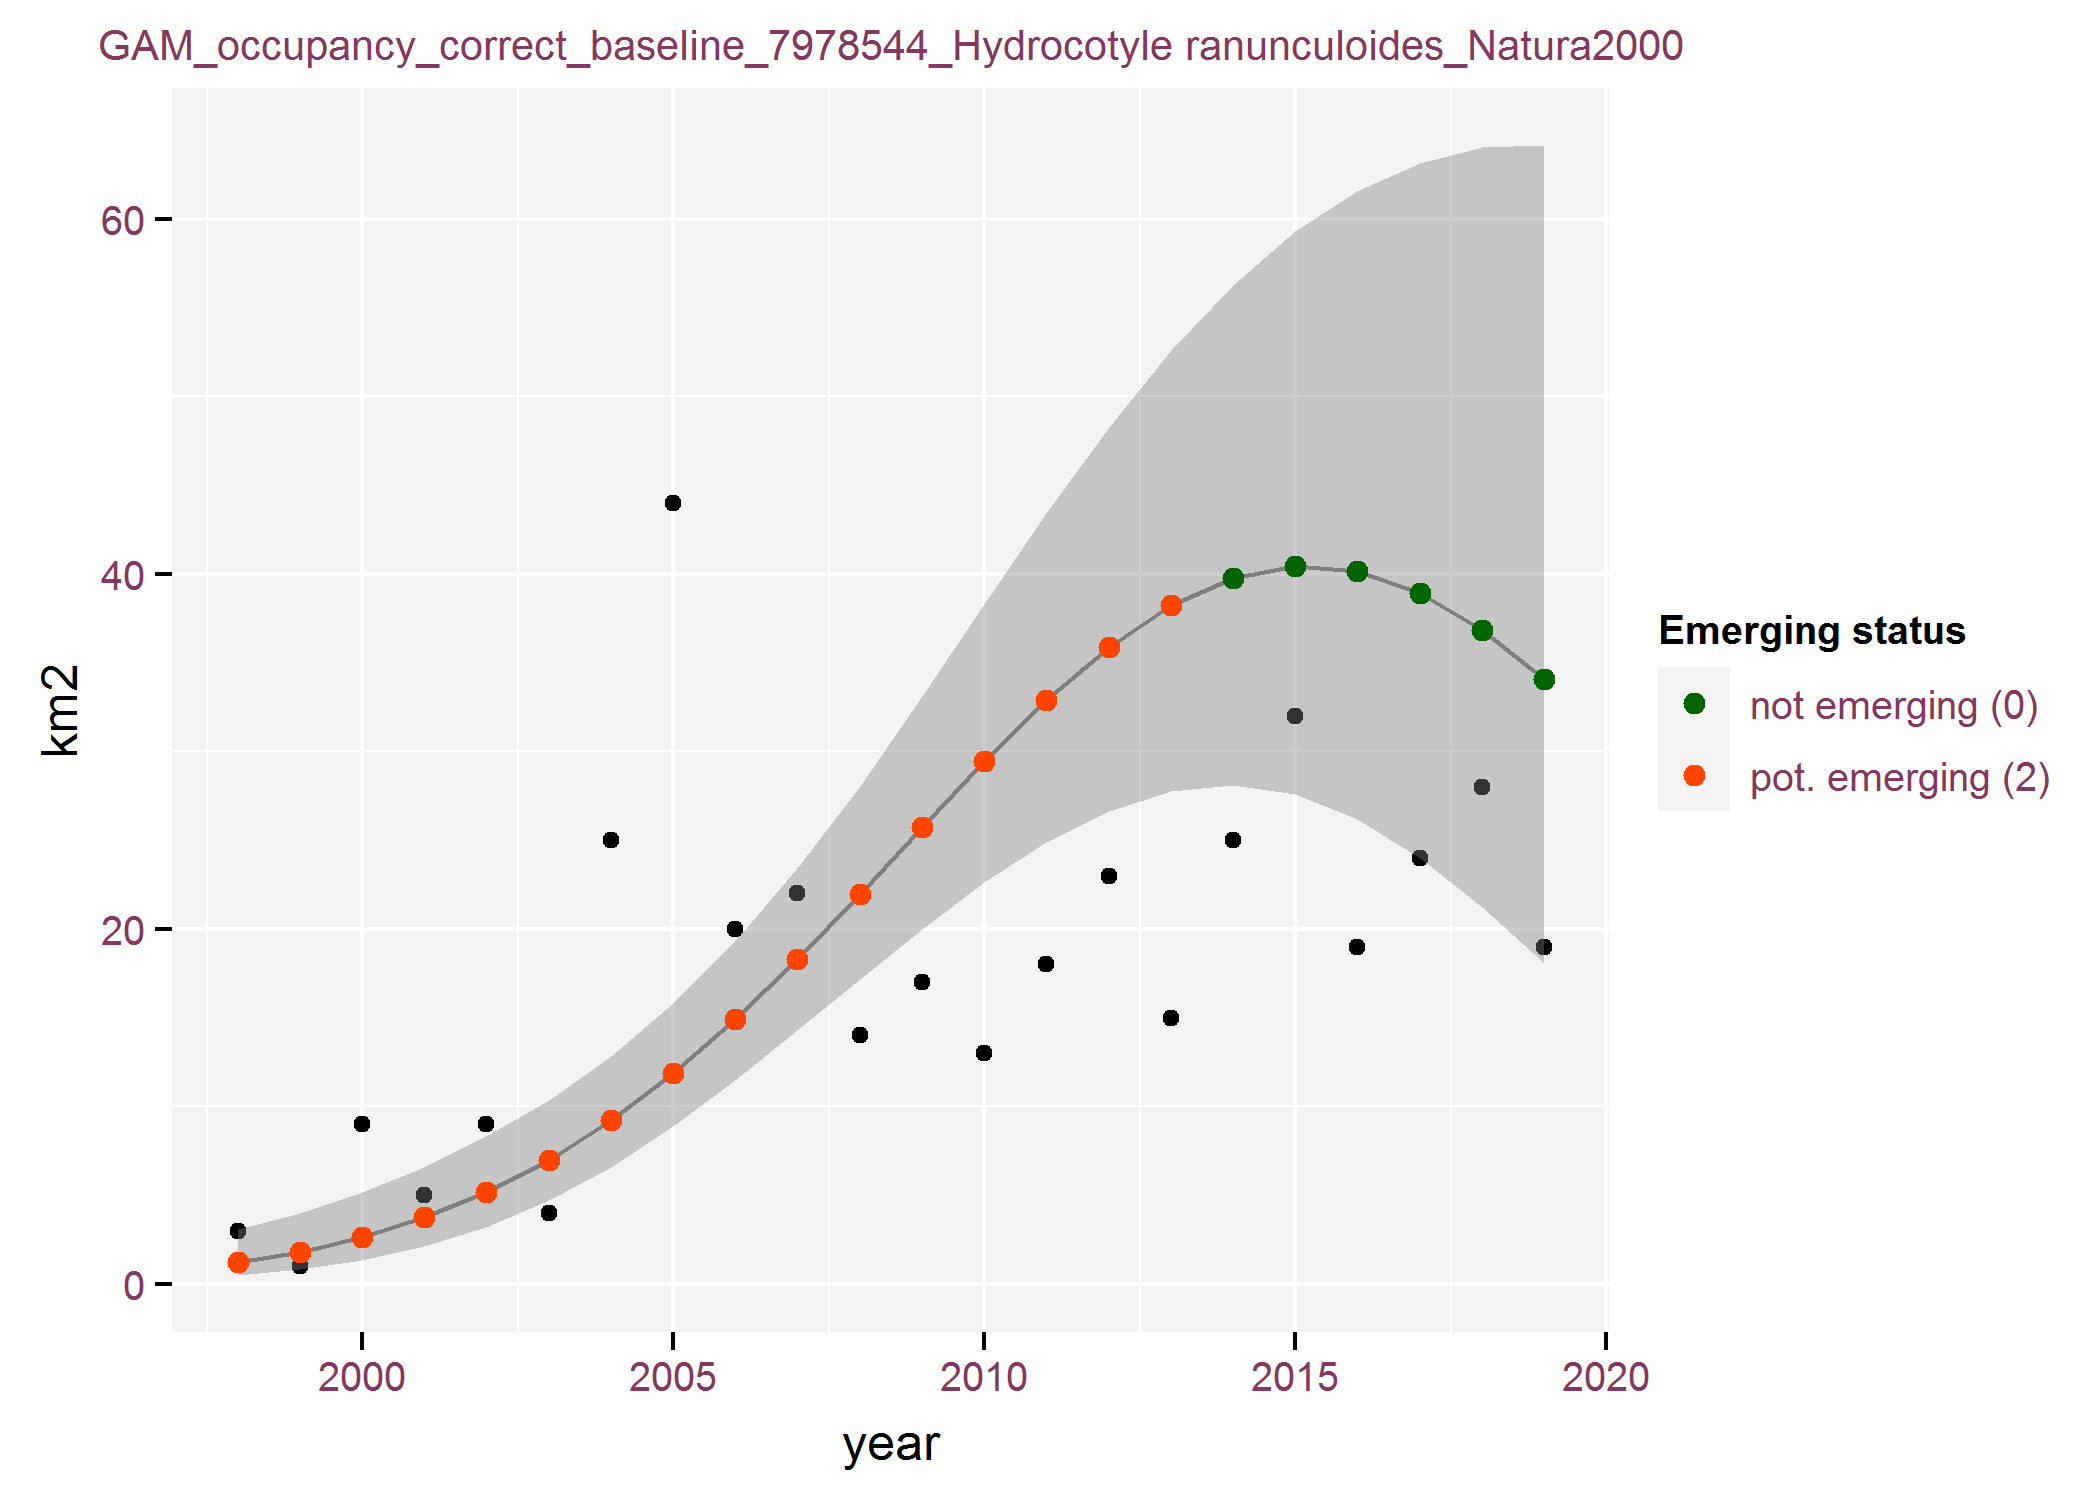 GAM_occupancy_correct_baseline_7978544_Hydrocotyle ranunculoides_Natura2000
60
40
20
0
km2
2000 2005 2010 2015 2020
year
Emerging status
not emerging (0)
pot. emerging (2)